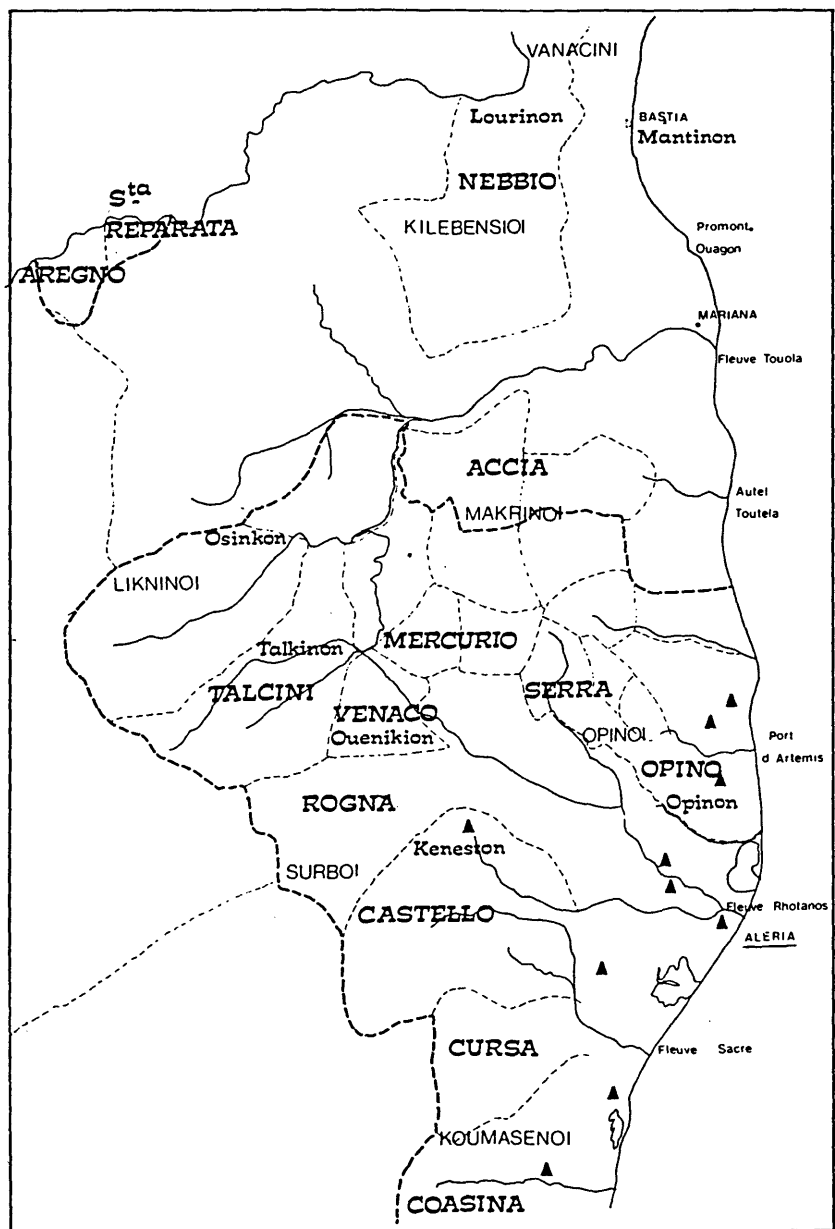 VANACINI
Lourinon
BASTIA
Mantinon
NEBBIO
Sta
REPARATA
KILEBENSIOI
Promont.
Ouagon
AREGNO
MARIANA
Fleuve Touola
ACCIA
Autel
Toutela
MAKRINOI
Osinkon
LIKNINOI
Talkinon
MERCURIO
TALCINI
SERRA
VENACO
Ouenikion
OPINOI
Port
d Artemis
OPINO
Opinon
ROGNA
Keneston
SURBOI
CASTELLO
Fleuve Rhotanos
ALÉRIA
CURSA
Fleuve Sacre
KOUMASENOI
COASINA